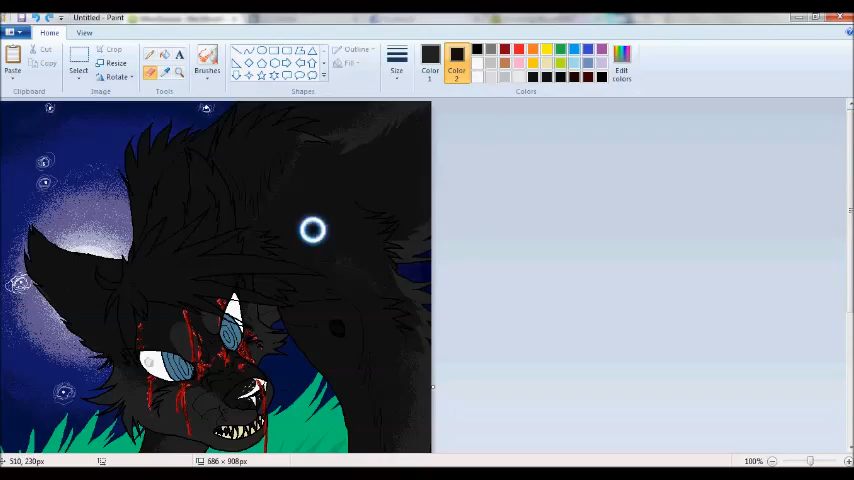 Untitled - Paint
Home View
Paste
Cut
Copy
Clipboard
Select
Crop
Resize
Rotate
Image
A
Tools
Brushes
Outline
Fill
Shapes
Size
Color 1
Color 2
Edit colors
Colors
510, 230px
686 × 908px
100%